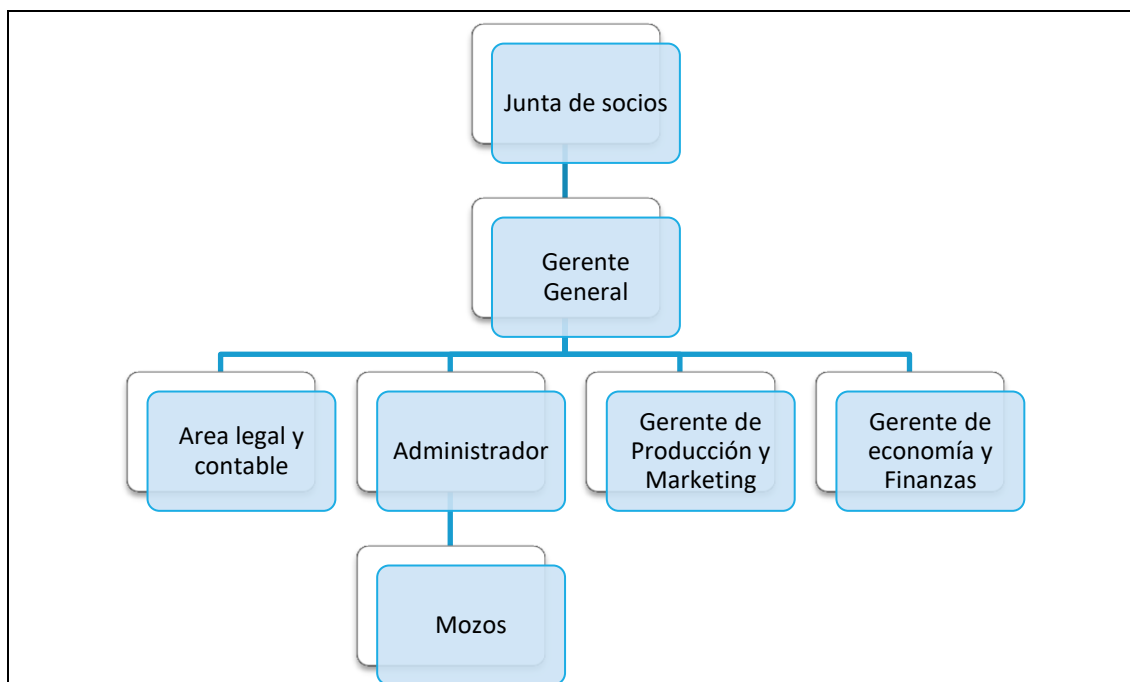 Junta de socios
Gerente
General
Area legal y
contable
Administrador
Gerente de
Producción y
Marketing
Gerente de
economía y
Finanzas
Mozos